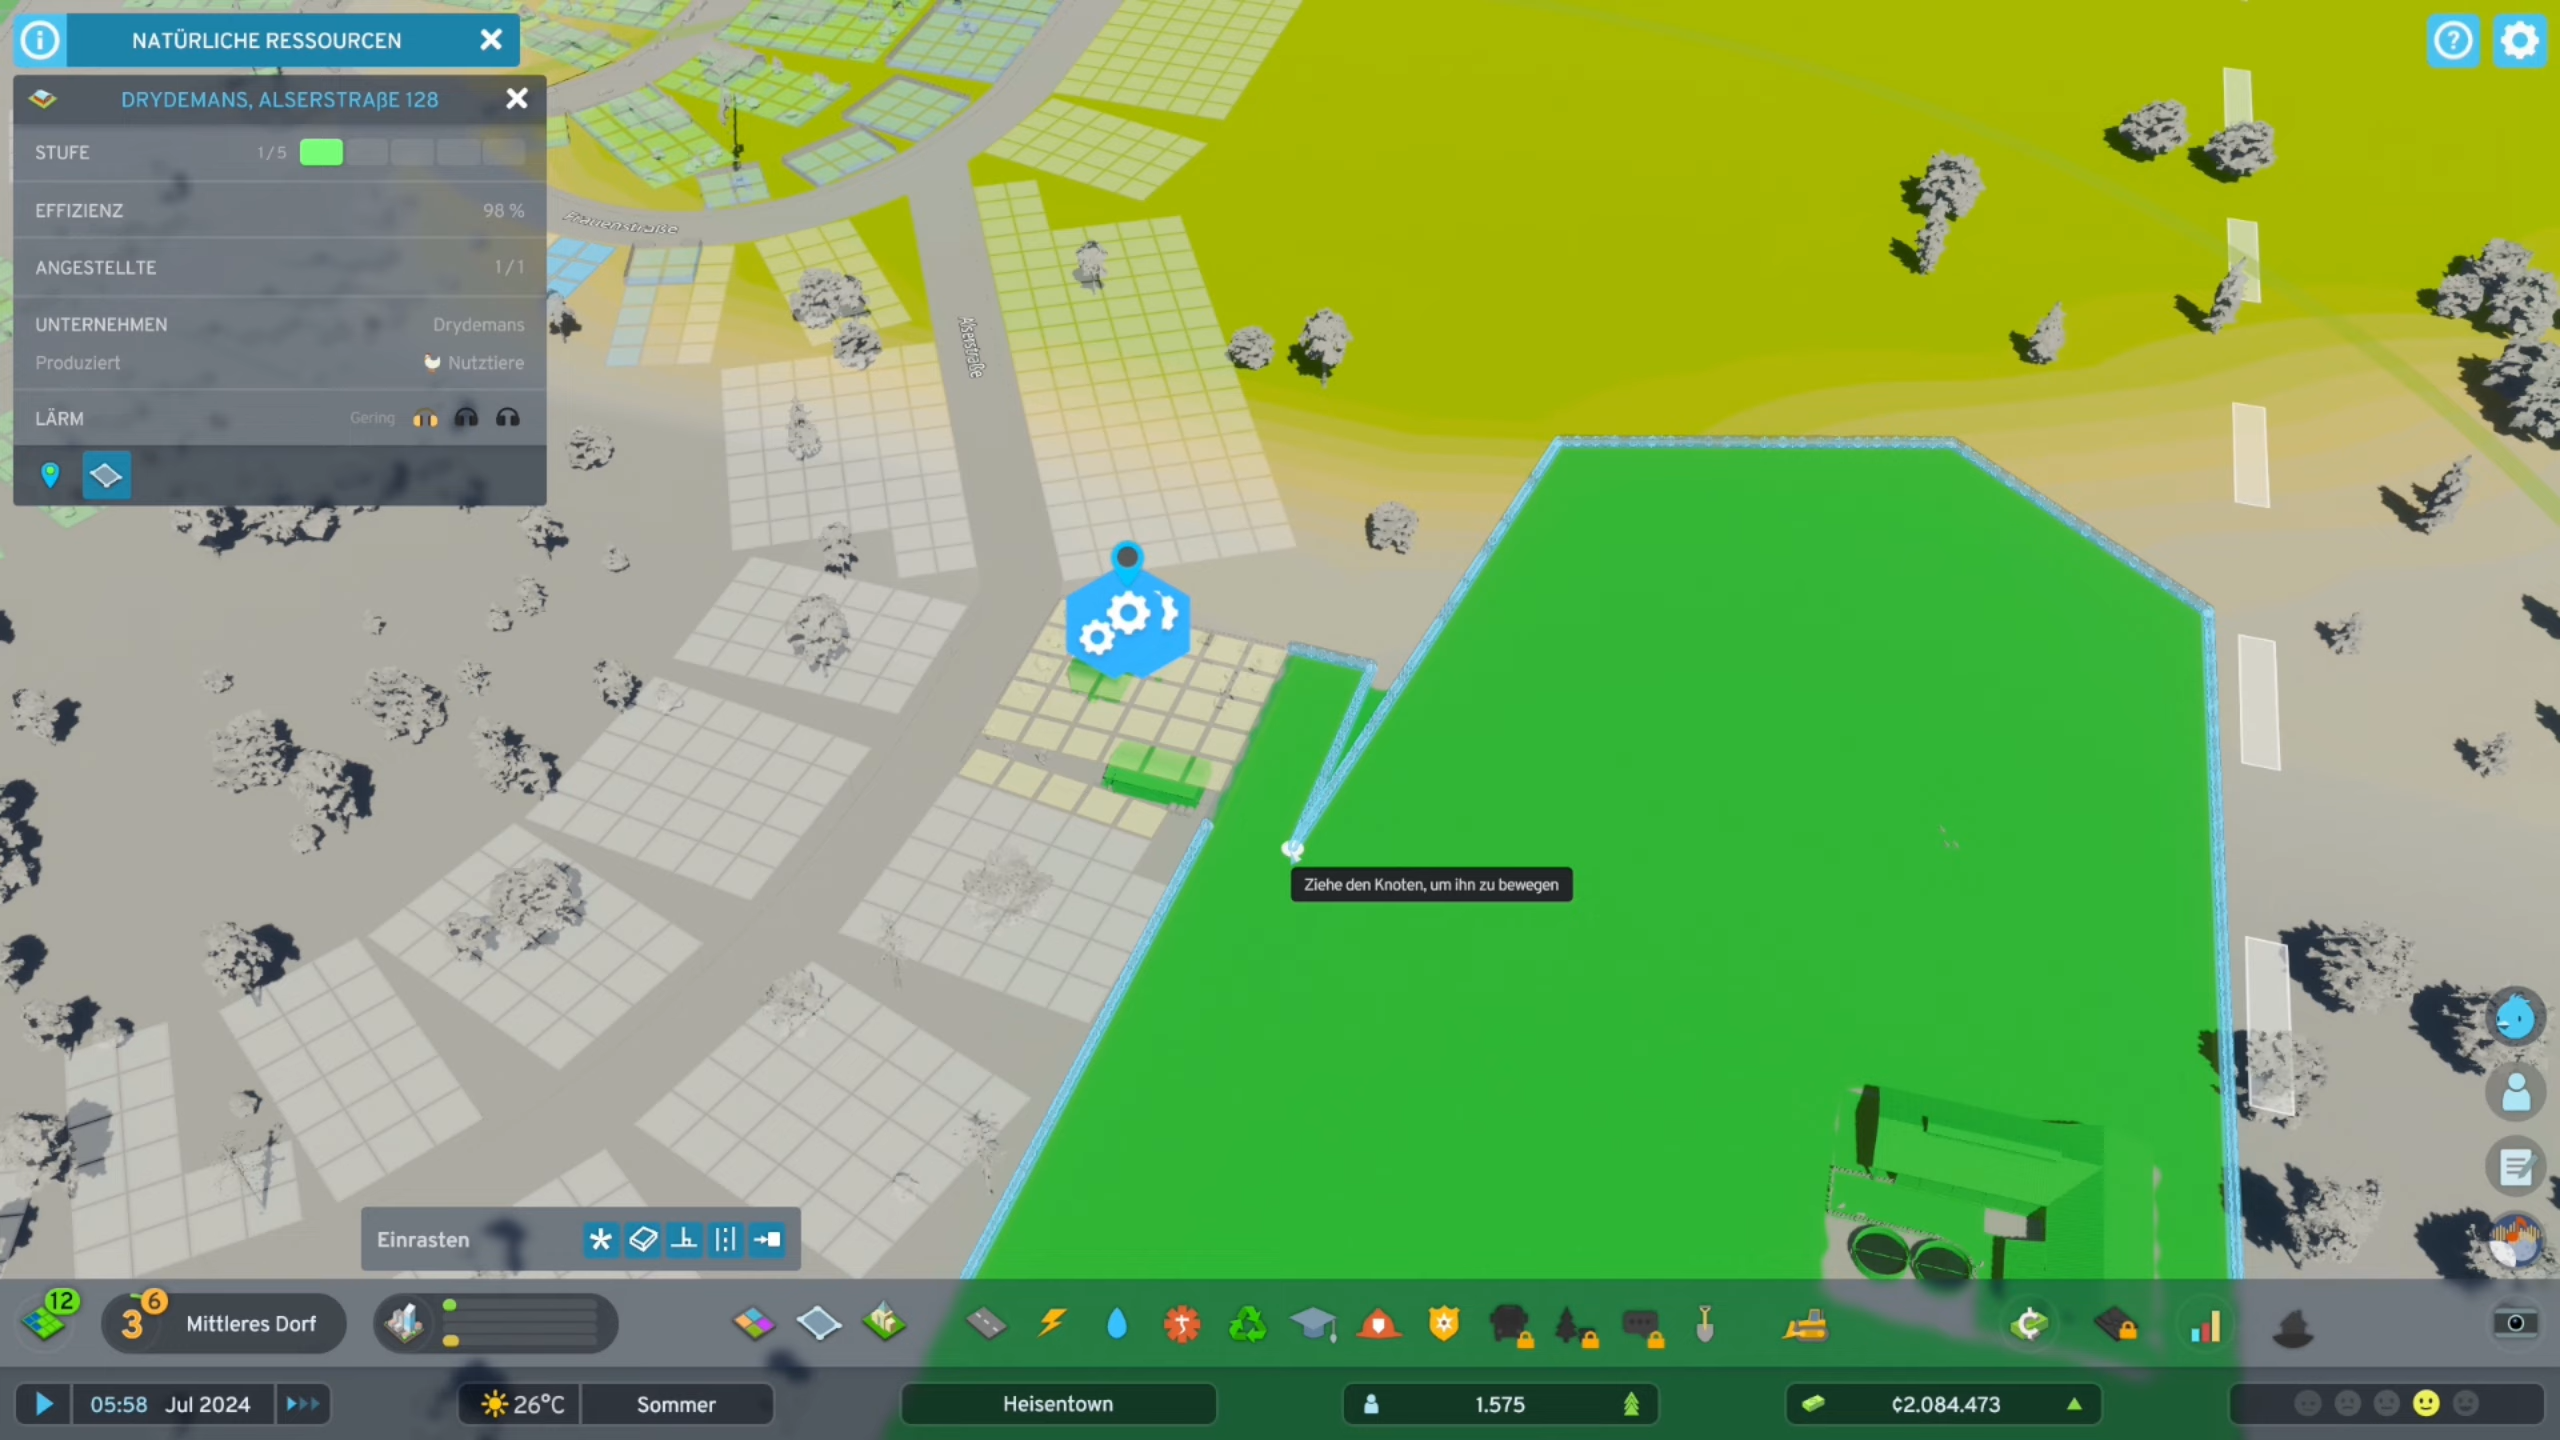 NATÜRLICHE RESSOURCEN
DRYDEMANS, ALSERSTRAβE 128
STUFE 1/5
EFFIZIENZ 98 %
ANGESTELLTE 1/1
UNTERNEHMEN Drydemans
Produziert Nutztiere
LÄRM Gering
Frauenstraße
Alserstraße
Ziehe den Knoten, um ihn zu bewegen
Einrasten
12
3 6 Mittleres Dorf
05:58 Jul 2024
26°C Sommer
Heisentown
1.575
₵2.084.473